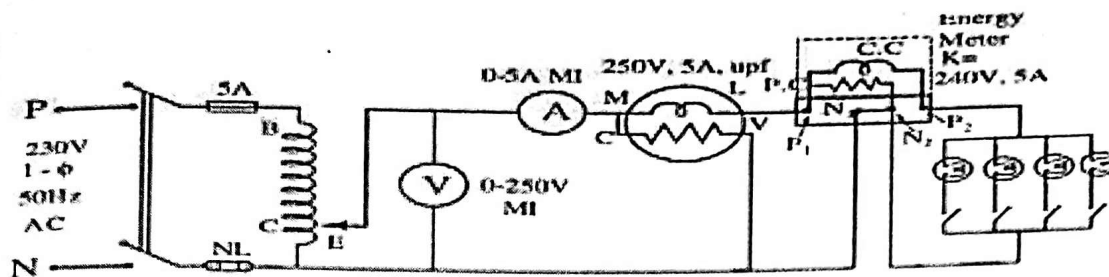 Energy
Meter
K=
240V, 5A
C.C
P.C
250V, 5A, upf
0-5A MI
5A
P
230V
1 - ϕ
50Hz
AC
N
NL
B
C
E
V
0-250V
MI
A
M
L
C
V
P₁
N₁
N₂
P₂